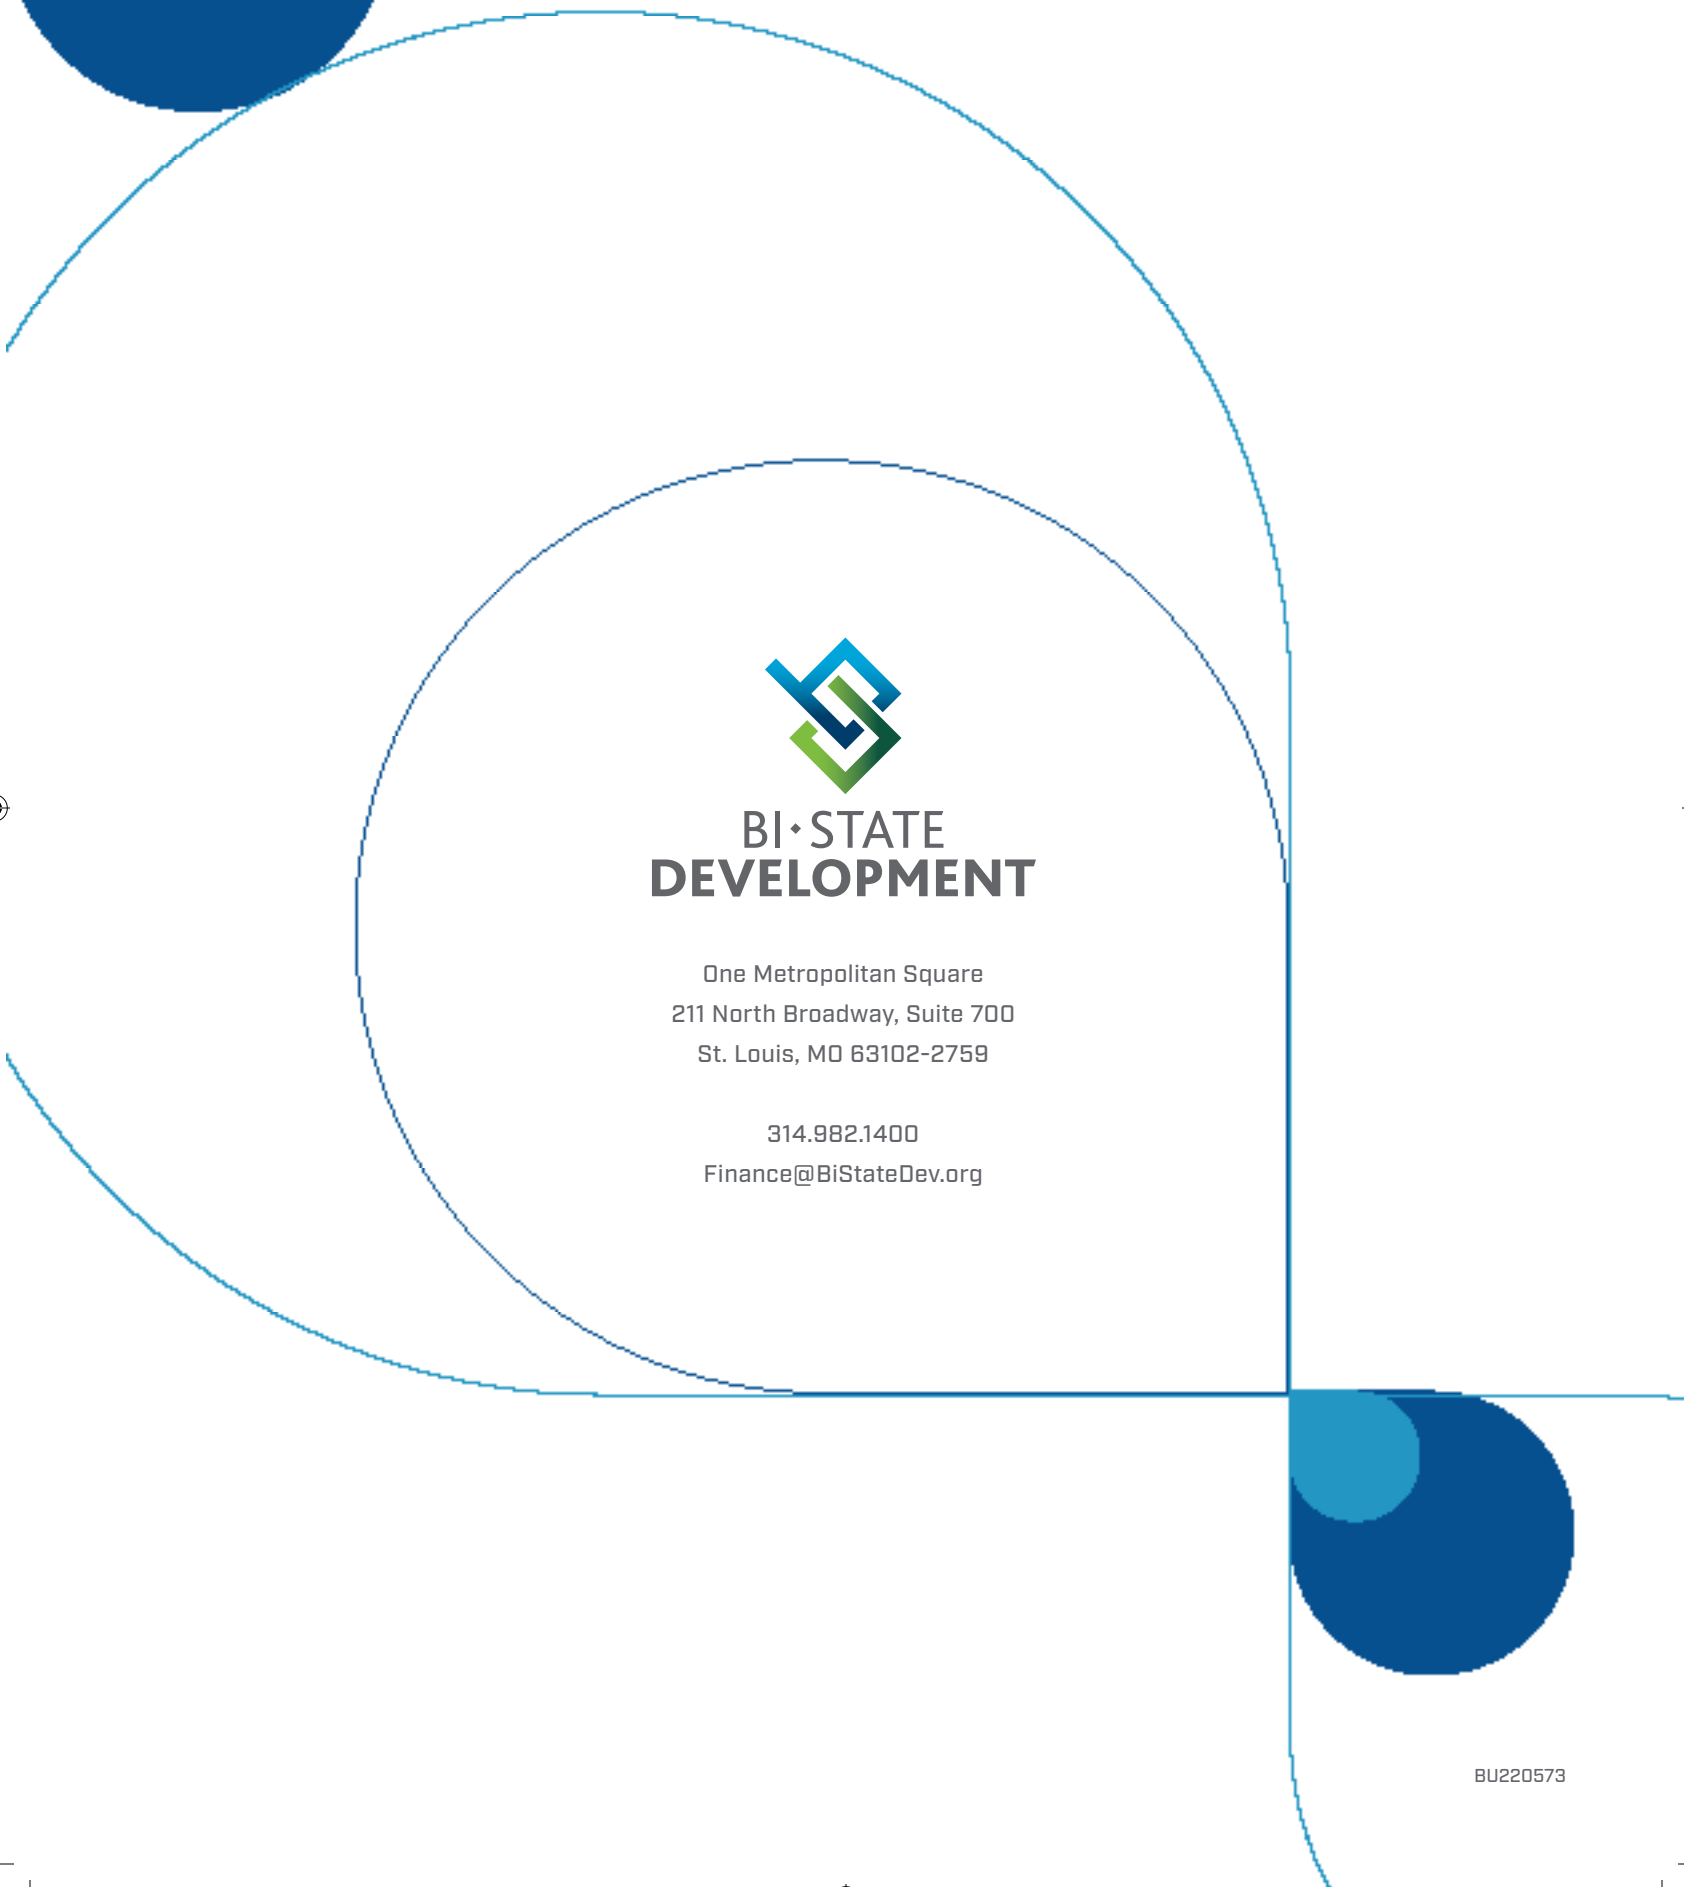 BI·STATE
DEVELOPMENT
One Metropolitan Square
211 North Broadway, Suite 700
St. Louis, MO 63102-2759
314.982.1400
Finance@BiStateDev.org
BU220573